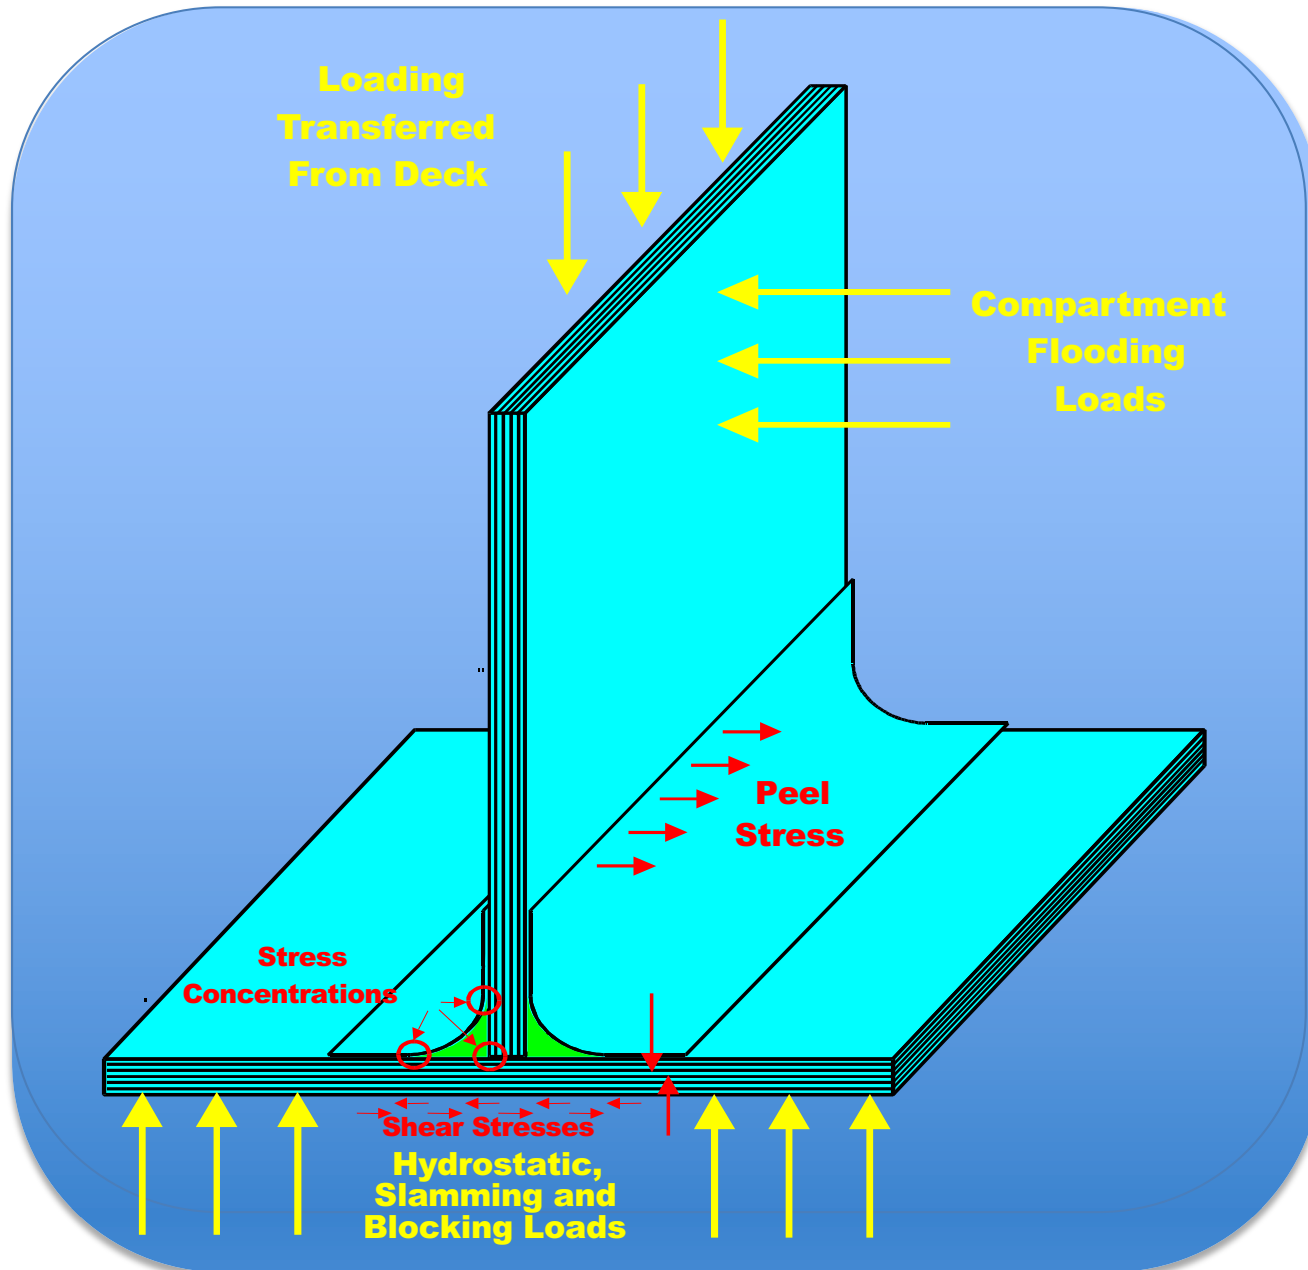 Loading
Transferred
From Deck
Compartment
Flooding
Loads
Peel
Stress
Stress
Concentrations
Shear Stresses
Hydrostatic,
Slamming and
Blocking Loads